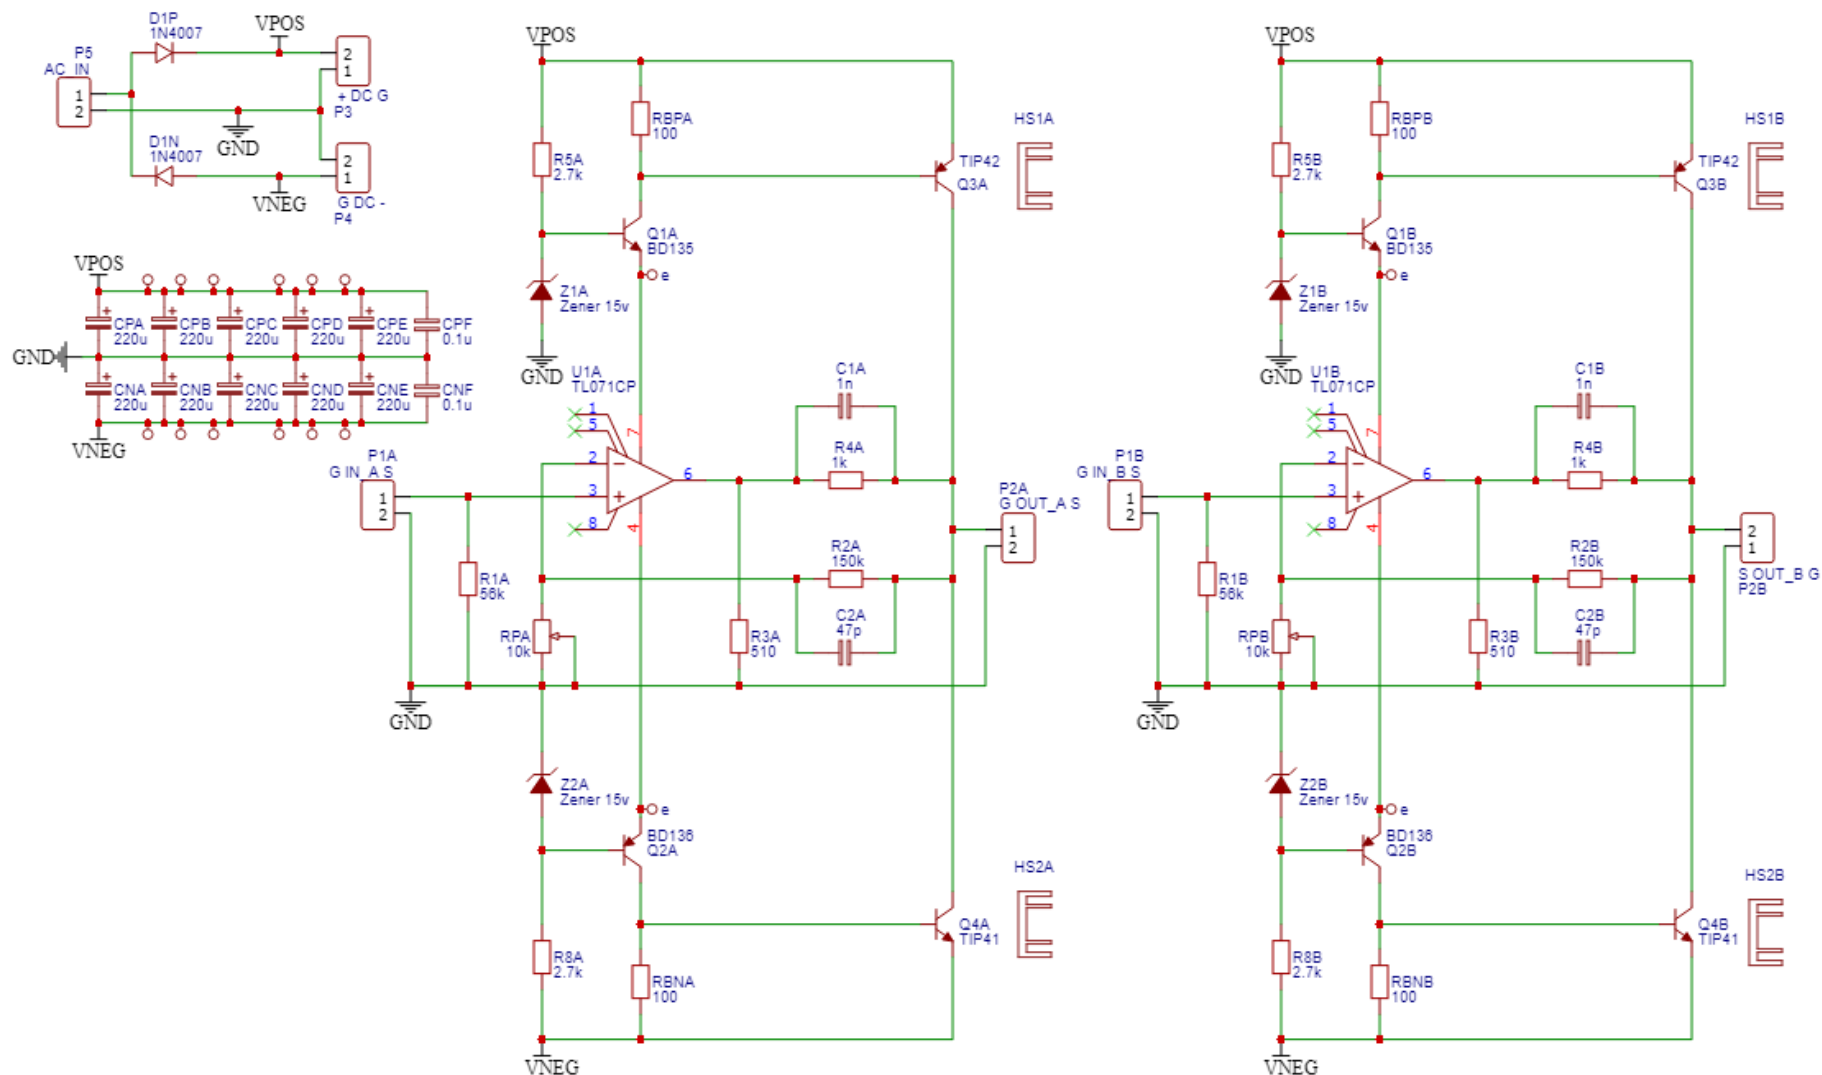 D1P
1N4007
VPOS
P5
AC_IN
1
2
2
1
+ DC G
P3
D1N
1N4007
GND
2
1
VNEG
G DC -
P4
VPOS
+ + + + +
CPA
220u
CPB
220u
CPC
220u
CPD
220u
CPE
220u
CPF
0.1u
GND
+ + + + +
CNA
220u
CNB
220u
CNC
220u
CND
220u
CNE
220u
CNF
0.1u
VNEG
VPOS
RBPA
100
R5A
2.7k
TIP42
Q3A
HS1A
Q1A
BD135
e
Z1A
Zener 15v
GND
U1A
TL071CP
1
5
7
2
3
8
4
6
− +
C1A
1n
R4A
1k
P1A
G IN_A S
1
2
P2A
G OUT_A S
1
2
R1A
56k
R2A
150k
C2A
47p
RPA
10k
R3A
510
GND
Z2A
Zener 15v
e
BD136
Q2A
HS2A
Q4A
TIP41
R8A
2.7k
RBNA
100
VNEG
VPOS
RBPB
100
R5B
2.7k
TIP42
Q3B
HS1B
Q1B
BD135
e
Z1B
Zener 15v
GND
U1B
TL071CP
1
5
7
2
3
8
4
6
− +
C1B
1n
R4B
1k
P1B
G IN_B S
1
2
2
1
S OUT_B G
P2B
R1B
56k
R2B
150k
C2B
47p
RPB
10k
R3B
510
GND
Z2B
Zener 15v
e
BD136
Q2B
HS2B
Q4B
TIP41
R8B
2.7k
RBNB
100
VNEG